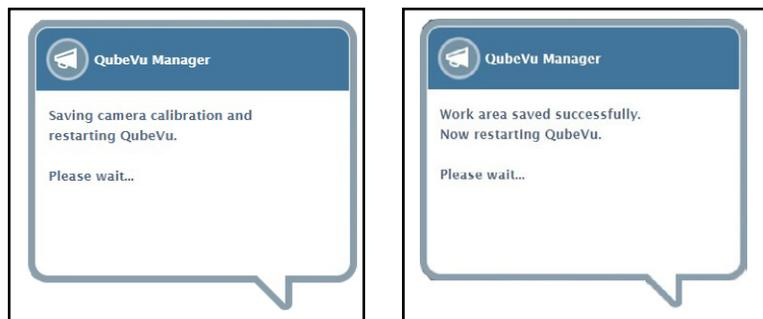 QubeVu Manager
Saving camera calibration and
restarting QubeVu.
Please wait...
QubeVu Manager
Work area saved successfully.
Now restarting QubeVu.
Please wait...